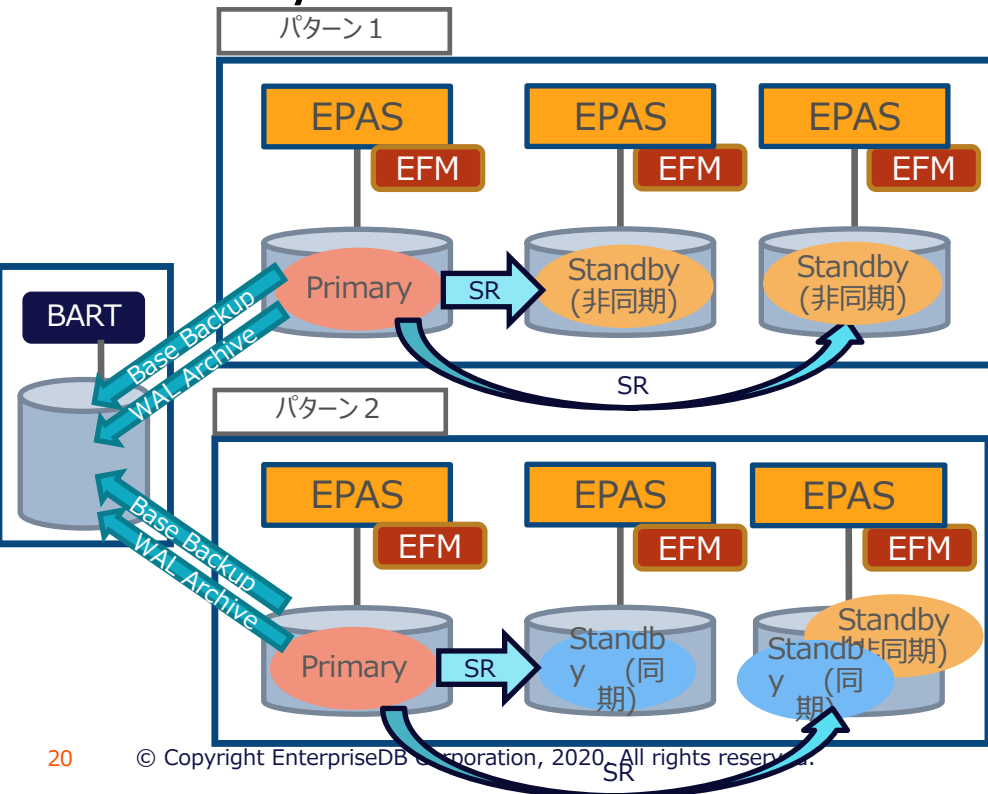 パターン１
EPAS
EPAS
EPAS
EFM
EFM
EFM
Primary
SR
Standby
(非同期)
Standby
(非同期)
SR
BART
Base Backup
WAL Archive
パターン２
EPAS
EPAS
EPAS
EFM
EFM
EFM
Base Backup
WAL Archive
Primary
SR
Standb
y (同
期)
Standby
非同期)
Standb
y (同
期)
SR
20 © Copyright EnterpriseDB Corporation, 2020. All rights reserved.